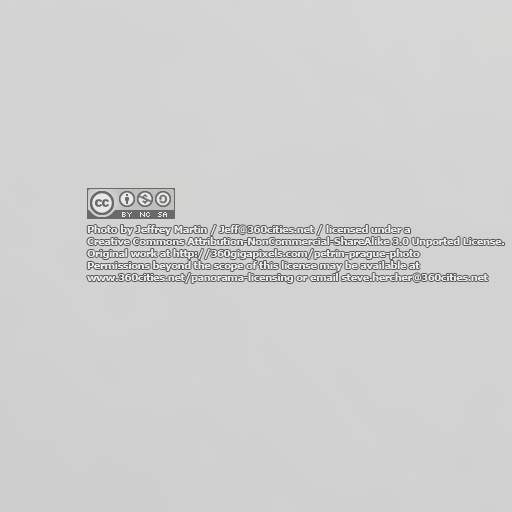 cc
BY NC SA
Photo by Jeffrey Martin / Jeff@360cities.net / licensed under a
Creative Commons Attribution-NonCommercial-ShareAlike 3.0 Unported License.
Original work at http://360gigapixels.com/petrin-prague-photo
Permissions beyond the scope of this license may be available at
www.360cities.net/panorama-licensing or email steve.hercher@360cities.net